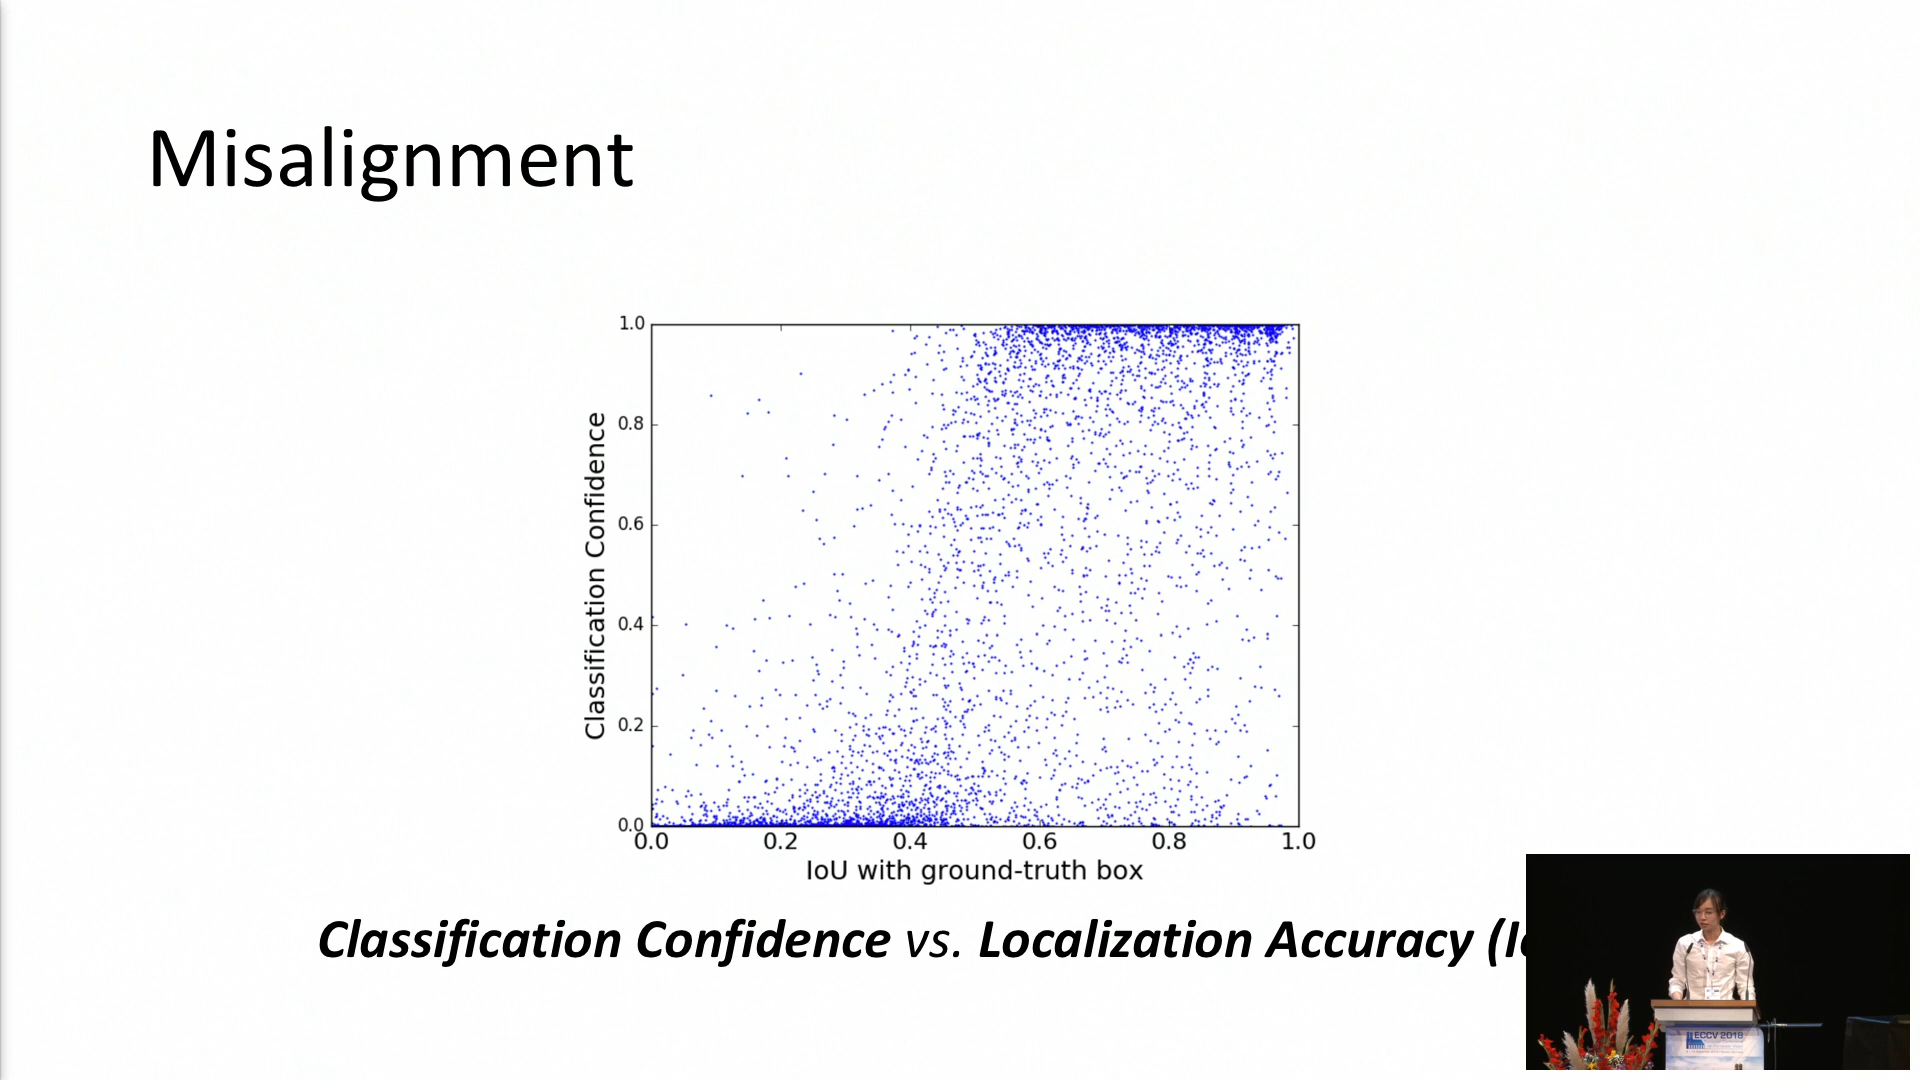 Misalignment
1.0
0.8
0.6
0.4
0.2
0.0
Classification Confidence
0.0 0.2 0.4 0.6 0.8 1.0
IoU with ground-truth box
Classification Confidence vs. Localization Accuracy (I
ECCV 2018